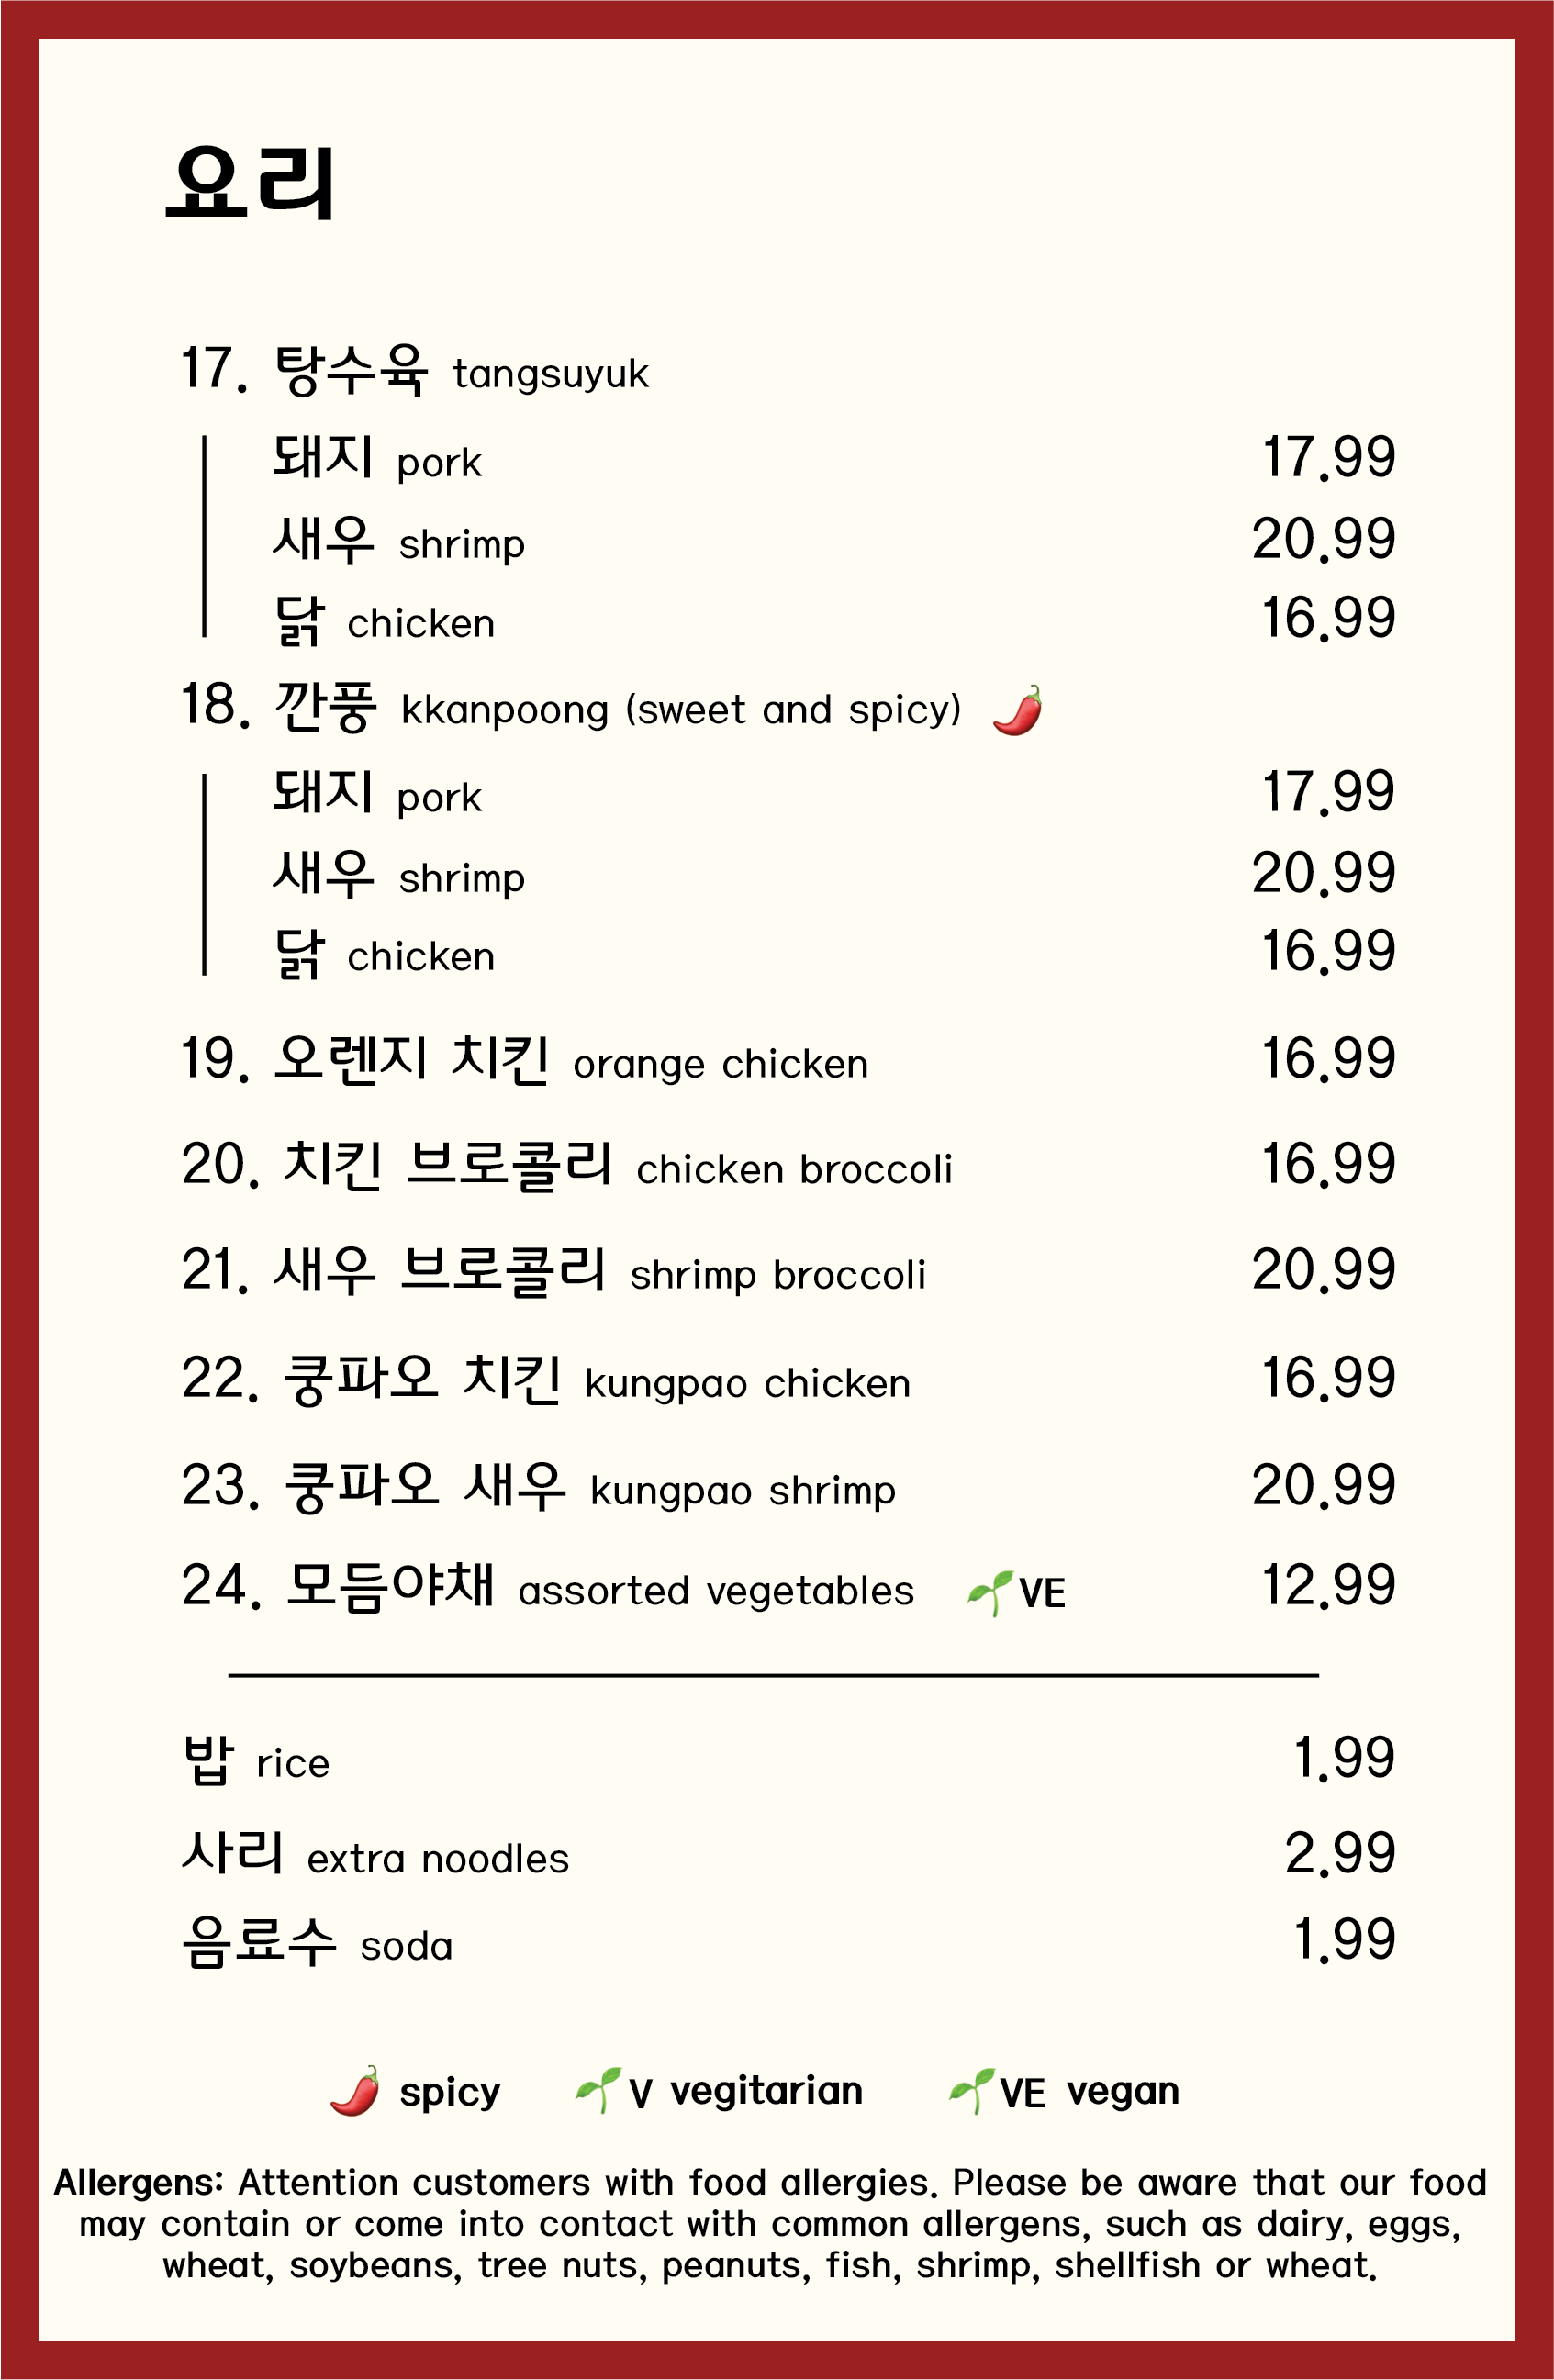 요리
17. 탕수육 tangsuyuk
돼지 pork 17.99
새우 shrimp 20.99
닭 chicken 16.99
18. 깐풍 kkanpoong (sweet and spicy) 🌶️
돼지 pork 17.99
새우 shrimp 20.99
닭 chicken 16.99
19. 오렌지 치킨 orange chicken 16.99
20. 치킨 브로콜리 chicken broccoli 16.99
21. 새우 브로콜리 shrimp broccoli 20.99
22. 쿵파오 치킨 kungpao chicken 16.99
23. 쿵파오 새우 kungpao shrimp 20.99
24. 모듬야채 assorted vegetables 🌱VE 12.99
밥 rice 1.99
사리 extra noodles 2.99
음료수 soda 1.99
🌶️ spicy 🌱V vegitarian 🌱VE vegan
Allergens: Attention customers with food allergies. Please be aware that our food
may contain or come into contact with common allergens, such as dairy, eggs,
wheat, soybeans, tree nuts, peanuts, fish, shrimp, shellfish or wheat.